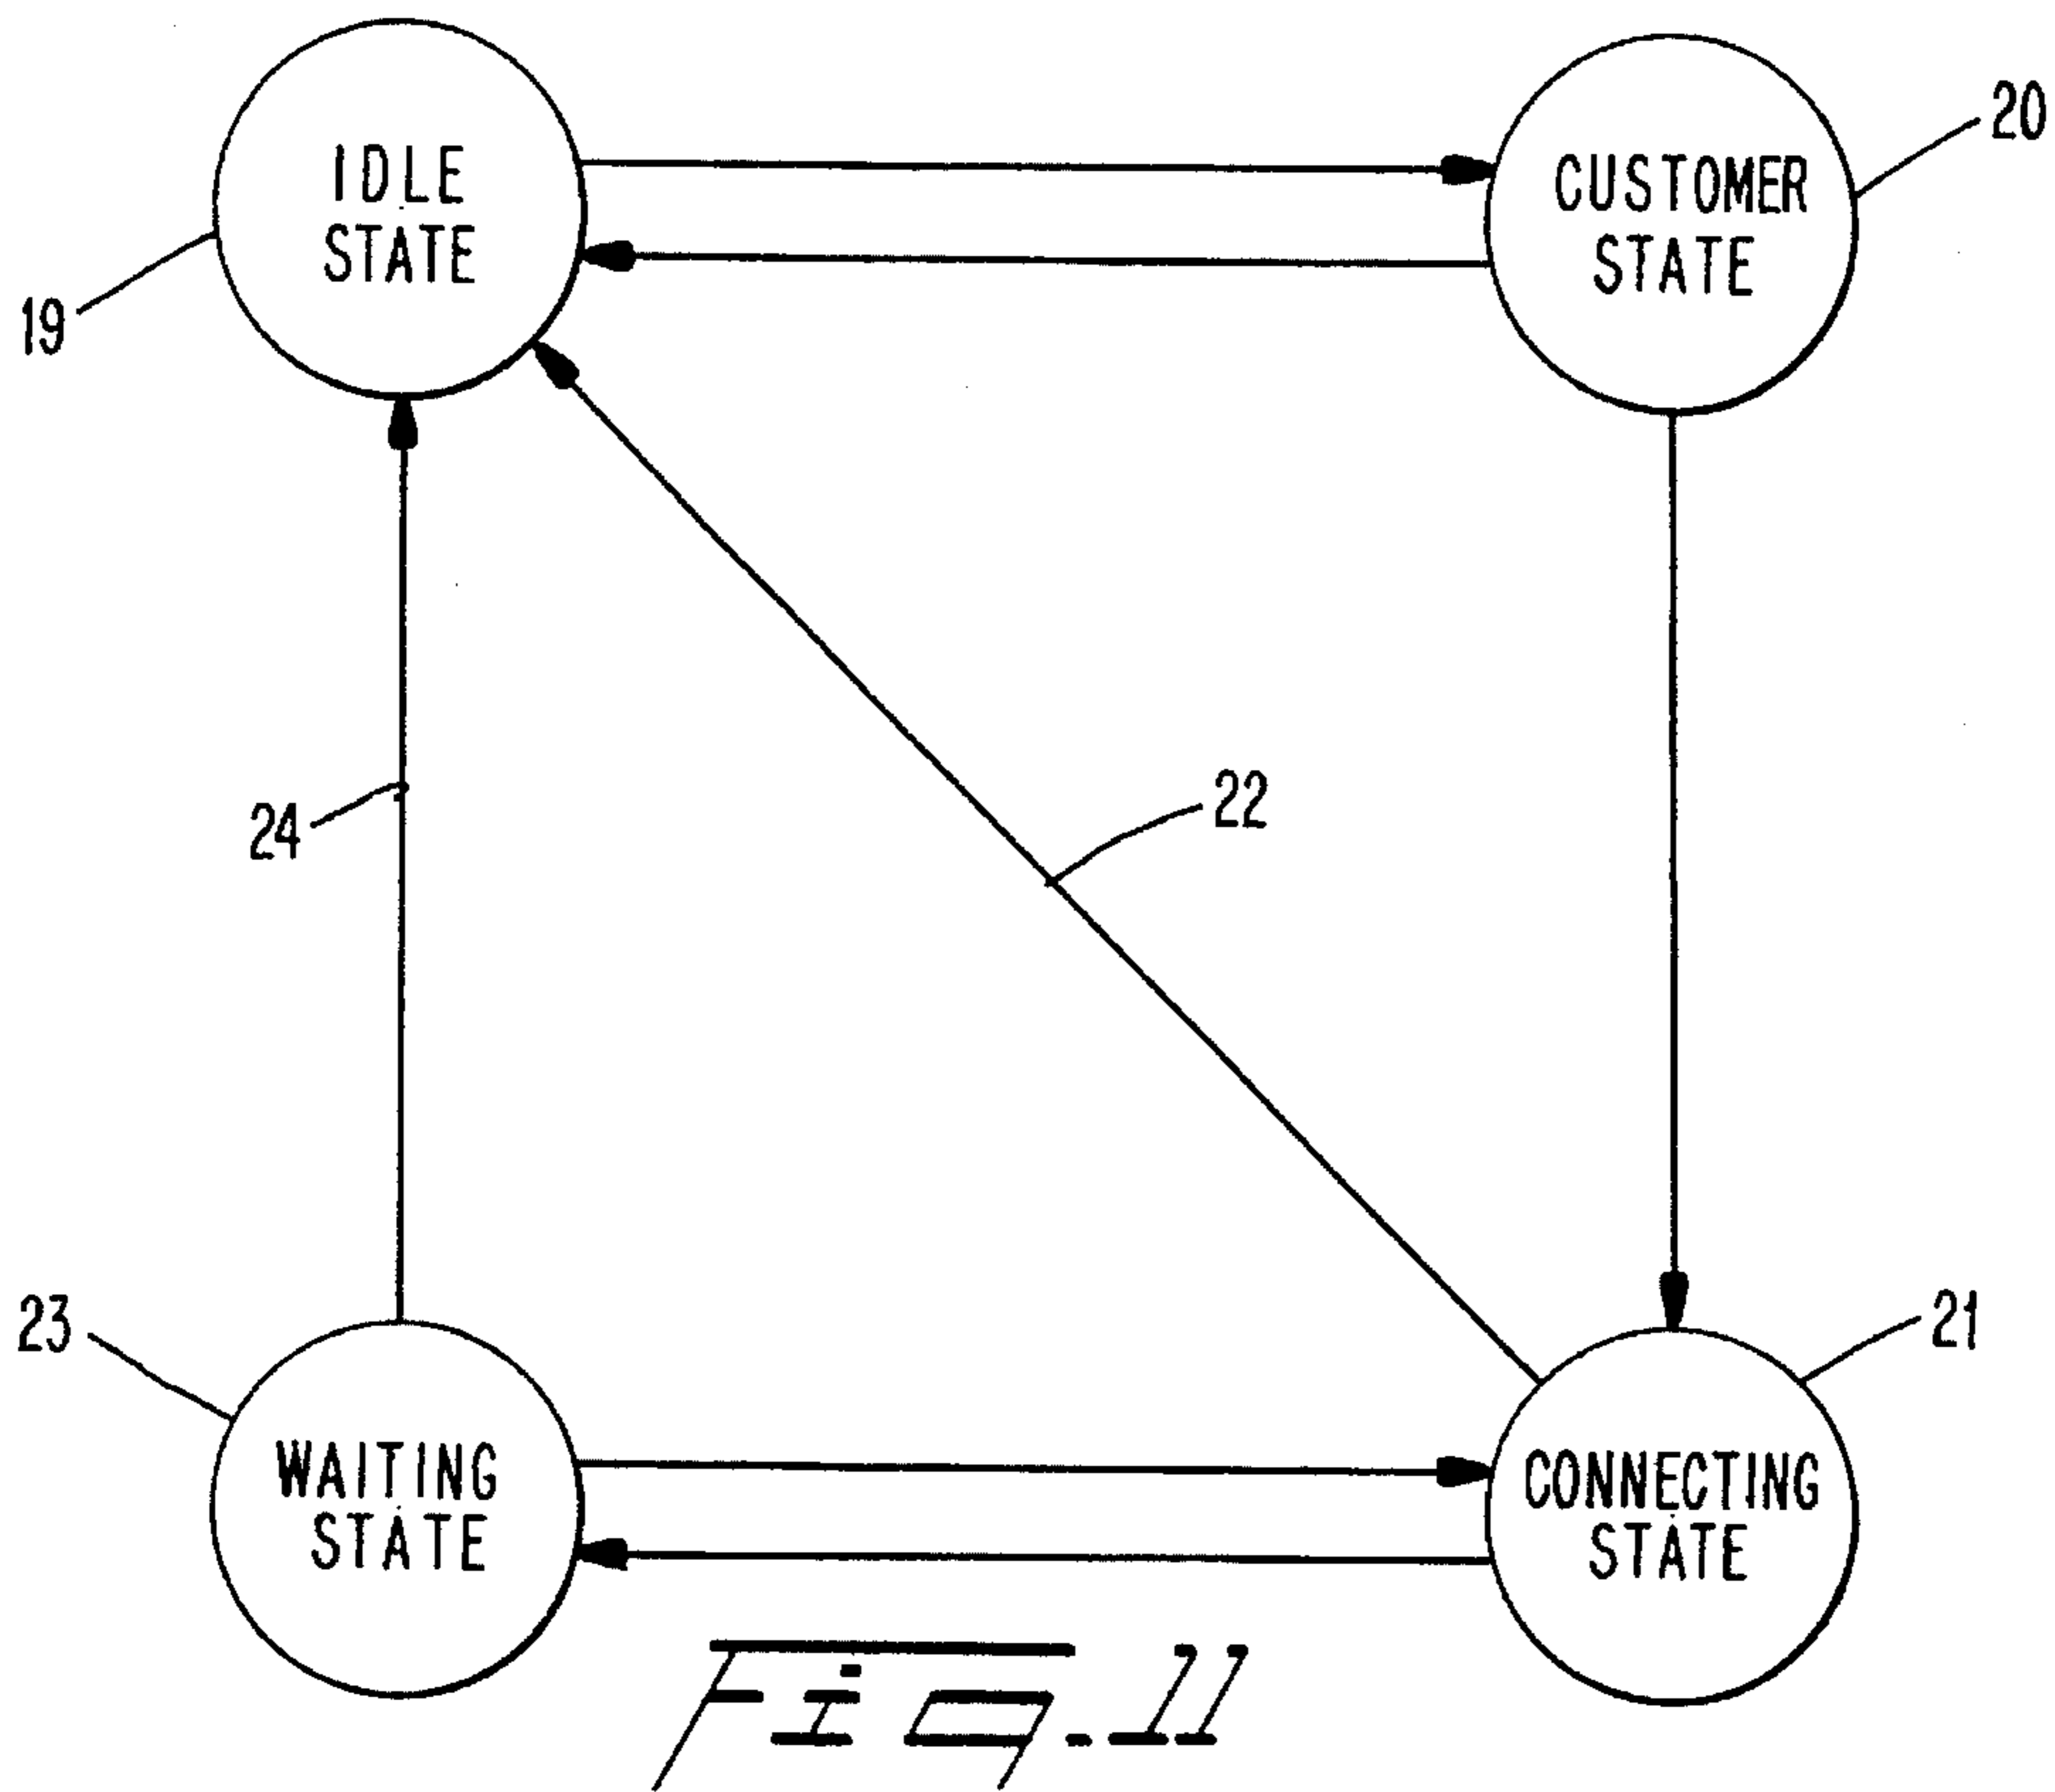 IDLE
STATE
19
CUSTOMER
STATE
20
24
22
23
WAITING
STATE
21
CONNECTING
STATE
Fig. 11